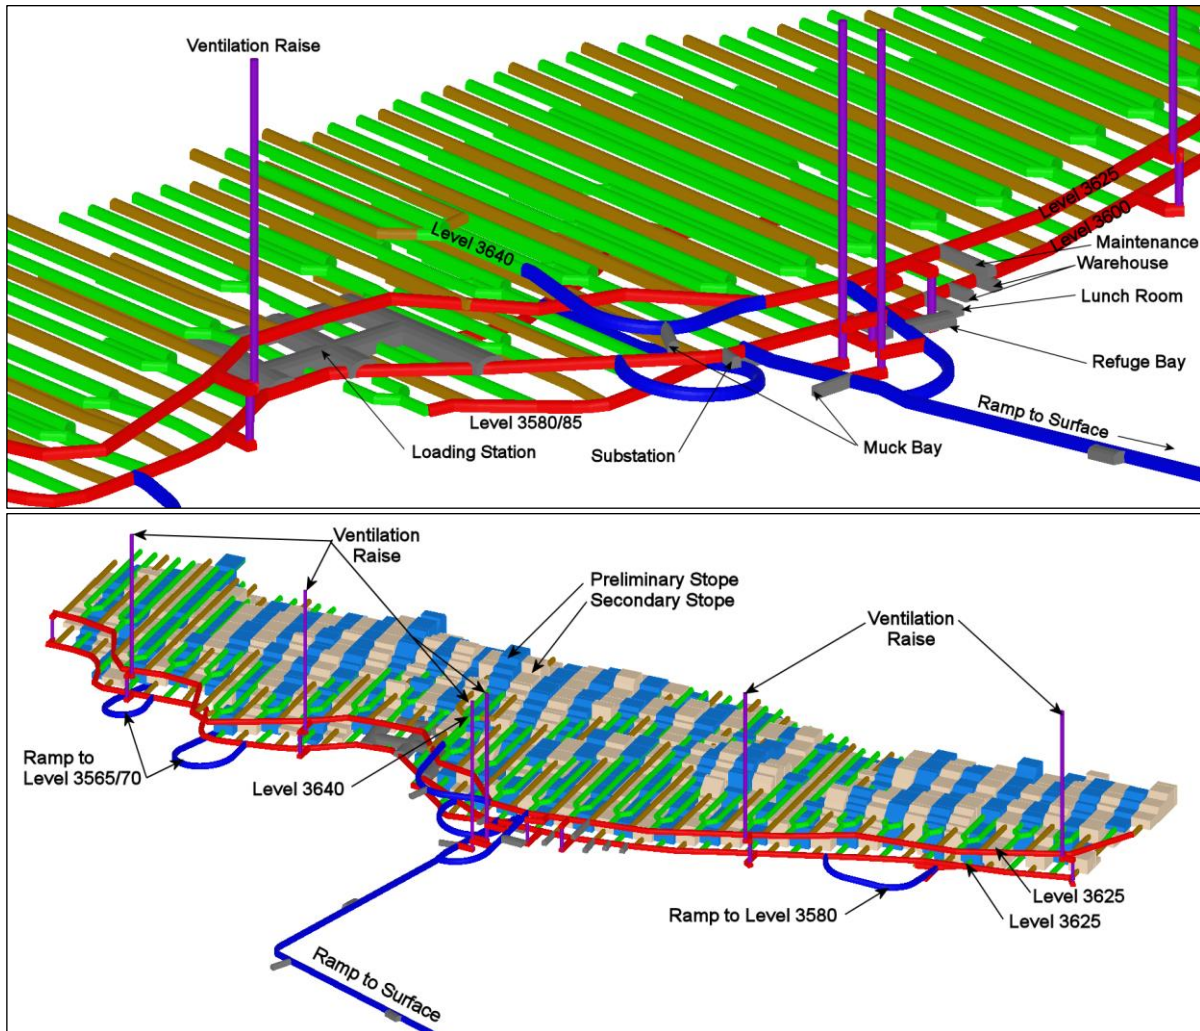 Ventilation Raise
Level 3640
Level 3625
Level 3600
Maintenance
Warehouse
Lunch Room
Refuge Bay
Level 3580/85
Loading Station
Substation
Muck Bay
Ramp to Surface
Ventilation
Raise
Preliminary Stope
Secondary Stope
Ventilation
Raise
Ramp to
Level 3565/70
Level 3640
Ramp to Level 3580
Level 3625
Level 3625
Ramp to Surface